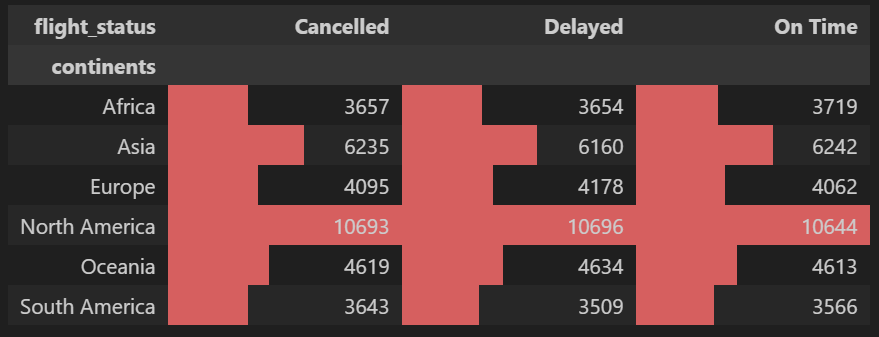 flight_status Cancelled Delayed On Time
continents
Africa 3657 3654 3719
Asia 6235 6160 6242
Europe 4095 4178 4062
North America 10693 10696 10644
Oceania 4619 4634 4613
South America 3643 3509 3566